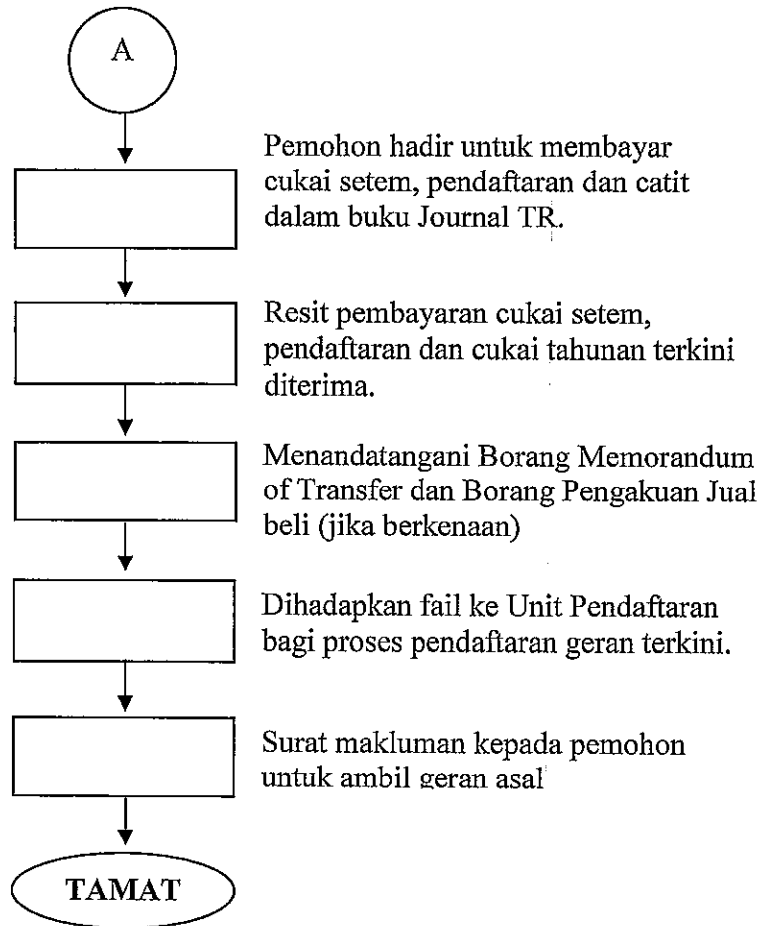 A
Pemohon hadir untuk membayar
cukai setem, pendaftaran dan catit
dalam buku Journal TR.
Resit pembayaran cukai setem,
pendaftaran dan cukai tahunan terkini
diterima.
Menandatangani Borang Memorandum
of Transfer dan Borang Pengakuan Jual
beli (jika berkenaan)
Dihadapkan fail ke Unit Pendaftaran
bagi proses pendaftaran geran terkini.
Surat makluman kepada pemohon
untuk ambil geran asal
TAMAT